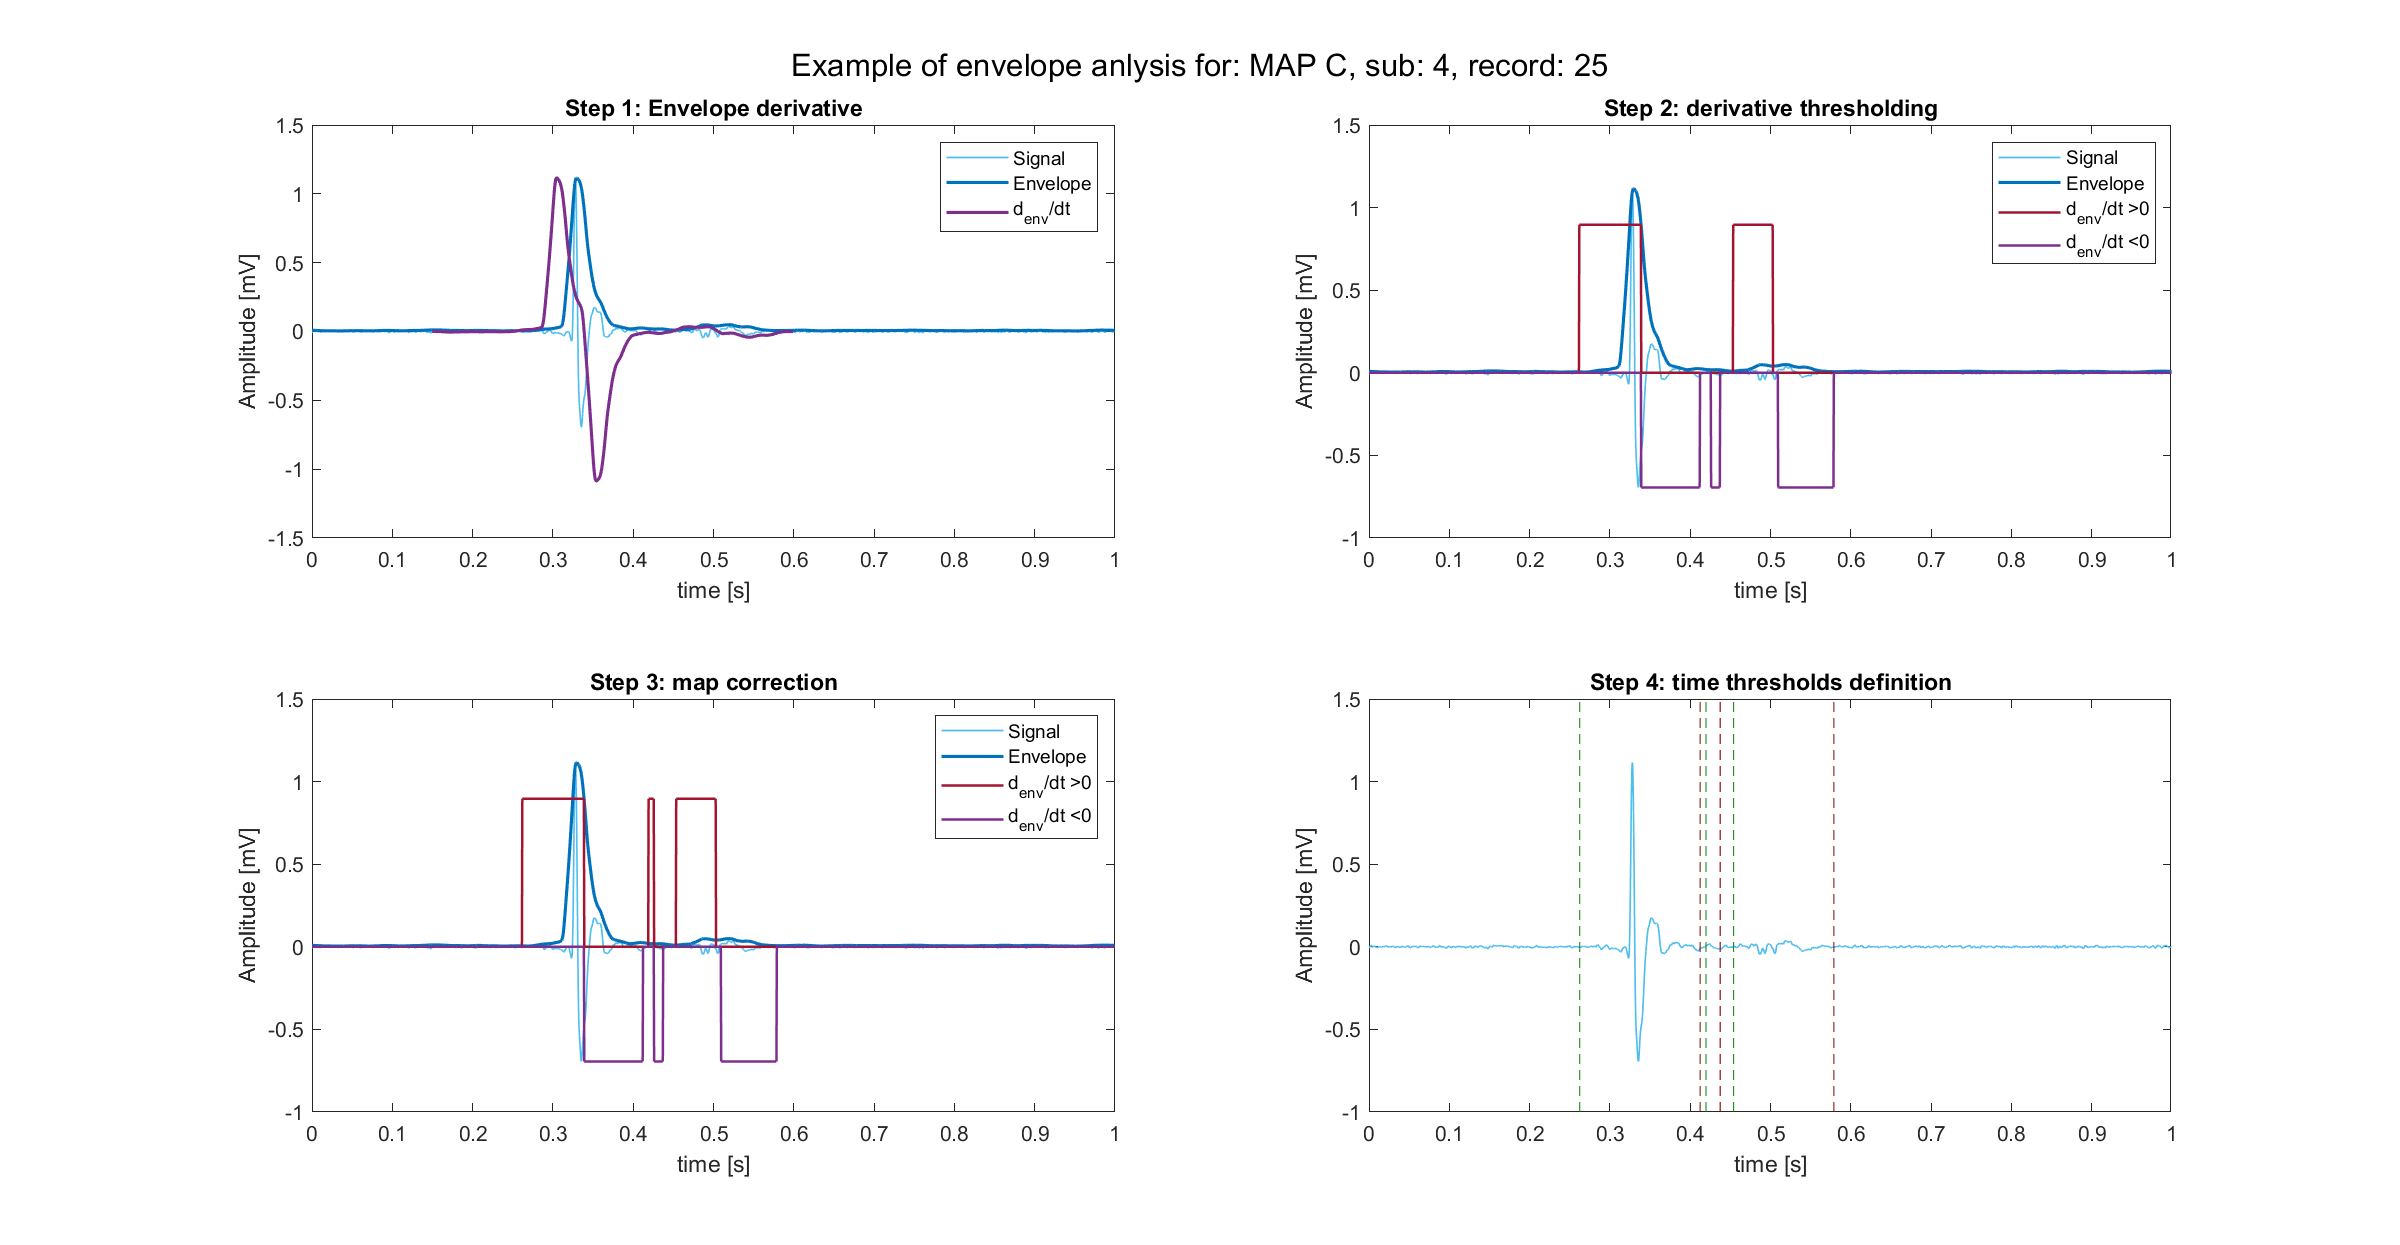 Example of envelope anlysis for: MAP C, sub: 4, record: 25
Step 1: Envelope derivative
1.5
1
0.5
0
-0.5
-1
-1.5
Amplitude [mV]
0 0.1 0.2 0.3 0.4 0.5 0.6 0.7 0.8 0.9 1
time [s]
Signal
Envelope
d_env/dt
Step 2: derivative thresholding
1.5
1
0.5
0
-0.5
-1
Amplitude [mV]
0 0.1 0.2 0.3 0.4 0.5 0.6 0.7 0.8 0.9 1
time [s]
Signal
Envelope
d_env/dt >0
d_env/dt <0
Step 3: map correction
1.5
1
0.5
0
-0.5
-1
Amplitude [mV]
0 0.1 0.2 0.3 0.4 0.5 0.6 0.7 0.8 0.9 1
time [s]
Signal
Envelope
d_env/dt >0
d_env/dt <0
Step 4: time thresholds definition
1.5
1
0.5
0
-0.5
-1
Amplitude [mV]
0 0.1 0.2 0.3 0.4 0.5 0.6 0.7 0.8 0.9 1
time [s]